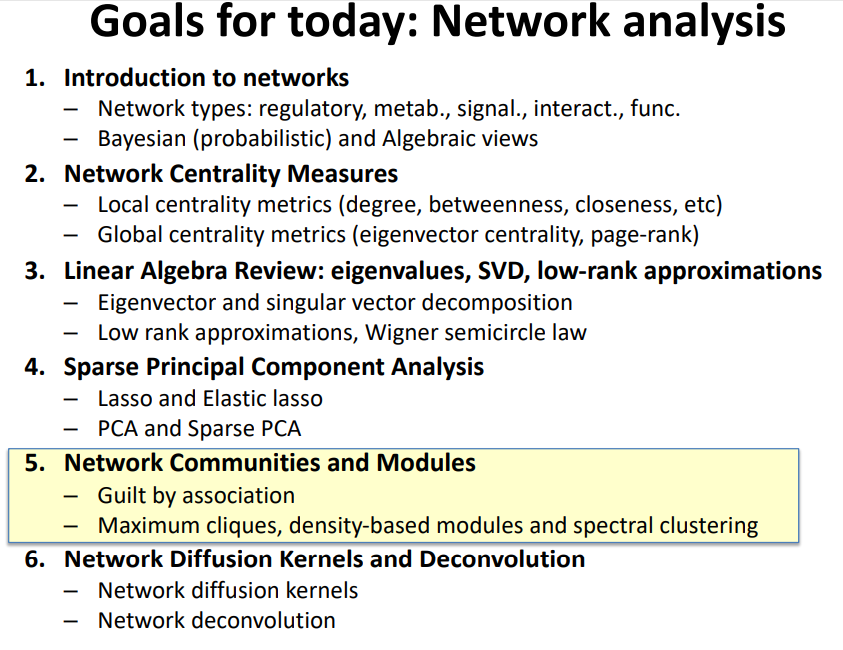 Goals for today: Network analysis
1. Introduction to networks
– Network types: regulatory, metab., signal., interact., func.
– Bayesian (probabilistic) and Algebraic views
2. Network Centrality Measures
– Local centrality metrics (degree, betweenness, closeness, etc)
– Global centrality metrics (eigenvector centrality, page-rank)
3. Linear Algebra Review: eigenvalues, SVD, low-rank approximations
– Eigenvector and singular vector decomposition
– Low rank approximations, Wigner semicircle law
4. Sparse Principal Component Analysis
– Lasso and Elastic lasso
– PCA and Sparse PCA
5. Network Communities and Modules
– Guilt by association
– Maximum cliques, density-based modules and spectral clustering
6. Network Diffusion Kernels and Deconvolution
– Network diffusion kernels
– Network deconvolution